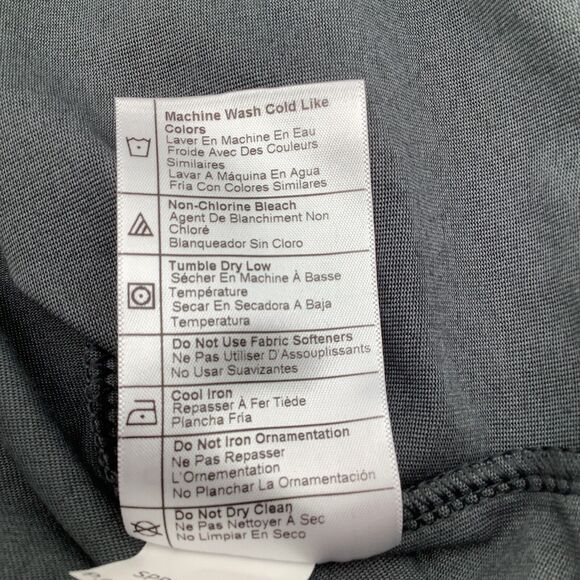 Machine Wash Cold Like
Colors
Laver En Machine En Eau
Froide Avec Des Couleurs
Similaires
Lavar A Máquina En Agua
Fría Con Colores Similares
Non-Chlorine Bleach
Agent De Blanchiment Non
Chloré
Blanqueador Sin Cloro
Tumble Dry Low
Sécher En Machine À Basse
Température
Secar En Secadora A Baja
Temperatura
Do Not Use Fabric Softeners
Ne Pas Utiliser D'Assouplissants
No Usar Suavizantes
Cool Iron
Repasser À Fer Tiède
Plancha Fría
Do Not Iron Ornamentation
Ne Pas Repasser
L'Ornementation
No Planchar La Ornamentación
Do Not Dry Clean
Ne Pas Nettoyer À Sec
No Limpiar En Seco